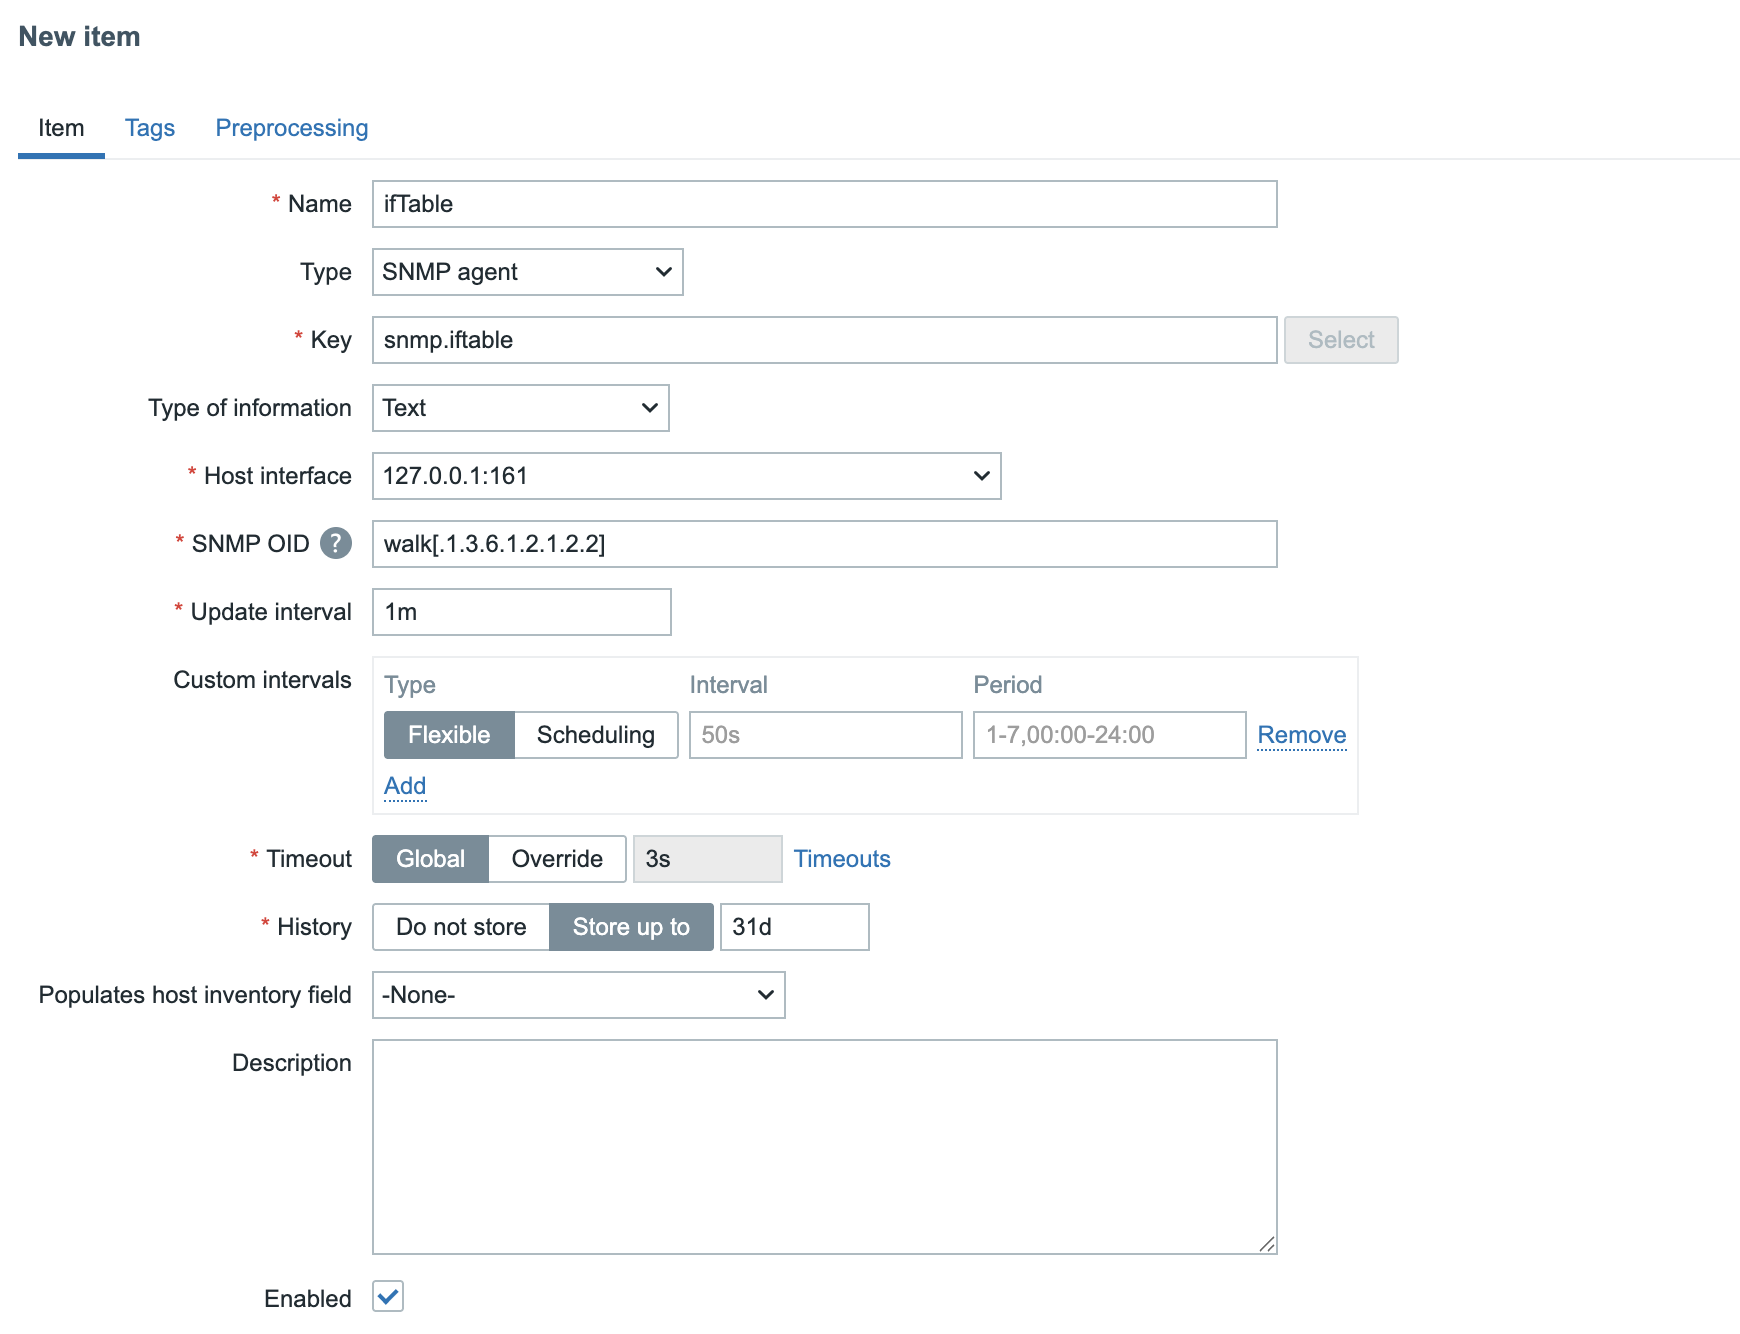 New item
Item Tags Preprocessing
* Name ifTable
Type SNMP agent
* Key snmp.iftable Select
Type of information Text
* Host interface 127.0.0.1:161
* SNMP OID ? walk[.1.3.6.1.2.1.2.2]
* Update interval 1m
Custom intervals Type Interval Period
Flexible Scheduling 50s 1-7,00:00-24:00 Remove
Add
* Timeout Global Override 3s Timeouts
* History Do not store Store up to 31d
Populates host inventory field -None-
Description
Enabled